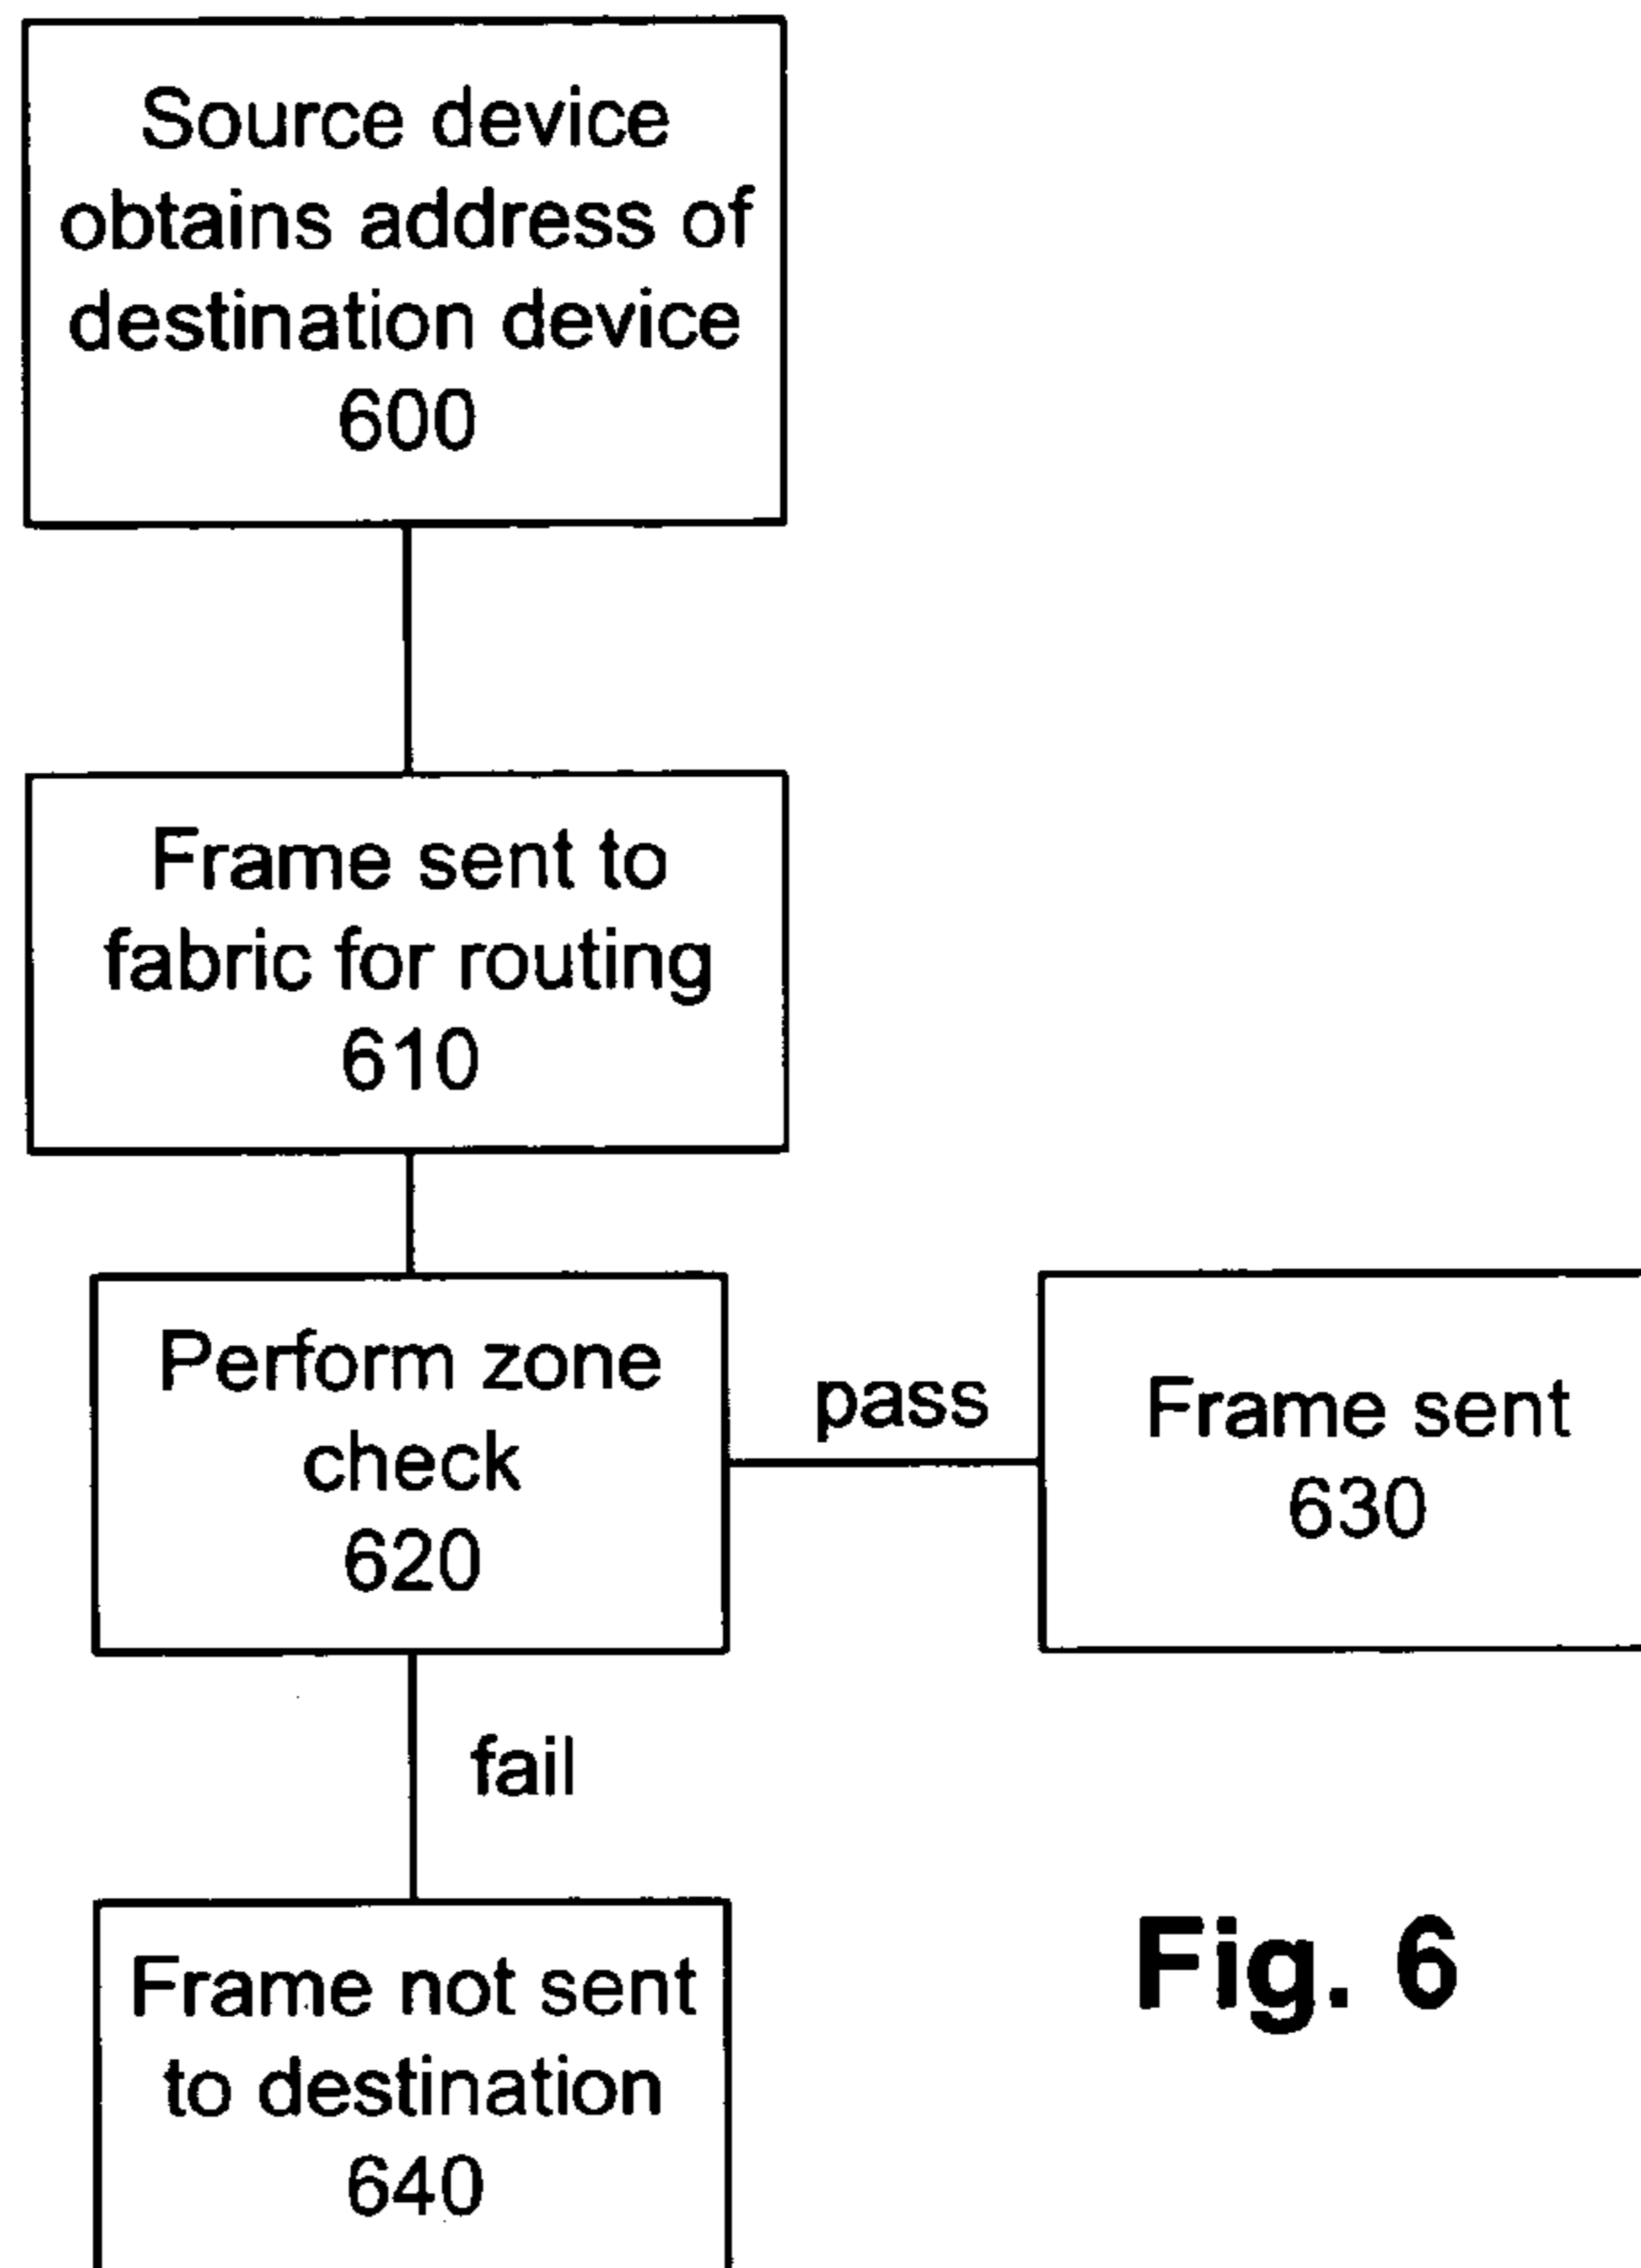 Source device
obtains address of
destination device
600
Frame sent to
fabric for routing
610
Perform zone
check
620
pass
Frame sent
630
fail
Frame not sent
to destination
640
Fig. 6